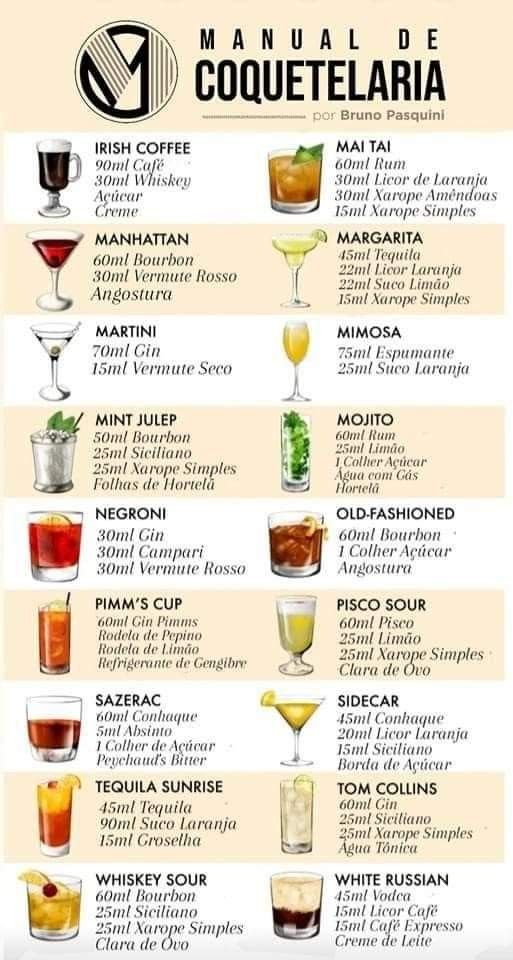 MANUAL DE
COQUETELARIA
por Bruno Pasquini
IRISH COFFEE
90ml Café
30ml Whiskey
Açúcar
Creme
MAI TAI
60ml Rum
30ml Licor de Laranja
30ml Xarope Amêndoas
15ml Xarope Simples
MANHATTAN
60ml Bourbon
30ml Vermute Rosso
Angostura
MARGARITA
45ml Tequila
22ml Licor Laranja
22ml Suco Limão
15ml Xarope Simples
MARTINI
70ml Gin
15ml Vermute Seco
MIMOSA
75ml Espumante
25ml Suco Laranja
MINT JULEP
50ml Bourbon
25ml Siciliano
25ml Xarope Simples
Folhas de Hortelã
MOJITO
60ml Rum
25ml Limão
1 Colher Açúcar
Água com Gás
Hortelã
NEGRONI
30ml Gin
30ml Campari
30ml Vermute Rosso
OLD-FASHIONED
60ml Bourbon
1 Colher Açúcar
Angostura
PIMM'S CUP
60ml Gin Pimms
Rodela de Pepino
Rodela de Limão
Refrigerante de Gengibre
PISCO SOUR
60ml Pisco
25ml Limão
25ml Xarope Simples
Clara de Ovo
SAZERAC
60ml Conhaque
5ml Absinto
1 Colher de Açúcar
Peychaud's Bitter
SIDECAR
45ml Conhaque
20ml Licor Laranja
15ml Siciliano
Borda de Açúcar
TEQUILA SUNRISE
45ml Tequila
90ml Suco Laranja
15ml Groselha
TOM COLLINS
60ml Gin
25ml Siciliano
25ml Xarope Simples
Água Tônica
WHISKEY SOUR
60ml Bourbon
25ml Siciliano
25ml Xarope Simples
Clara de Ovo
WHITE RUSSIAN
45ml Vodca
15ml Licor Café
15ml Café Expresso
Creme de Leite